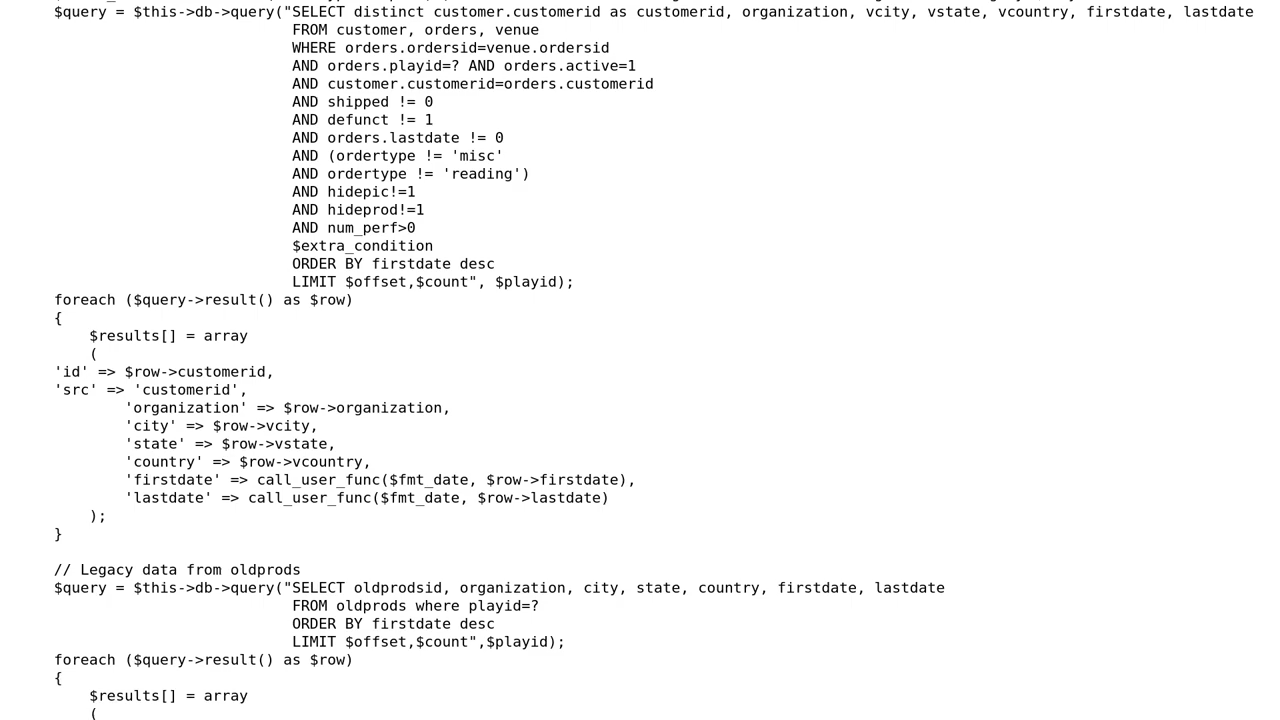 $query = $this->db->query("SELECT distinct customer.customerid as customerid, organization, vcity, vstate, vcountry, firstdate, lastdate
FROM customer, orders, venue
WHERE orders.ordersid=venue.ordersid
AND orders.playid=? AND orders.active=1
AND customer.customerid=orders.customerid
AND shipped != 0
AND defunct != 1
AND orders.lastdate != 0
AND (ordertype != 'misc'
AND ordertype != 'reading')
AND hidepic!=1
AND hideprod!=1
AND num_perf>0
$extra_condition
ORDER BY firstdate desc
LIMIT $offset,$count", $playid);
foreach ($query->result() as $row)
{
$results[] = array
(
'id' => $row->customerid,
'src' => 'customerid',
'organization' => $row->organization,
'city' => $row->vcity,
'state' => $row->vstate,
'country' => $row->vcountry,
'firstdate' => call_user_func($fmt_date, $row->firstdate),
'lastdate' => call_user_func($fmt_date, $row->lastdate)
);
}
// Legacy data from oldprods
$query = $this->db->query("SELECT oldprodsid, organization, city, state, country, firstdate, lastdate
FROM oldprods where playid=?
ORDER BY firstdate desc
LIMIT $offset,$count",$playid);
foreach ($query->result() as $row)
{
$results[] = array
(